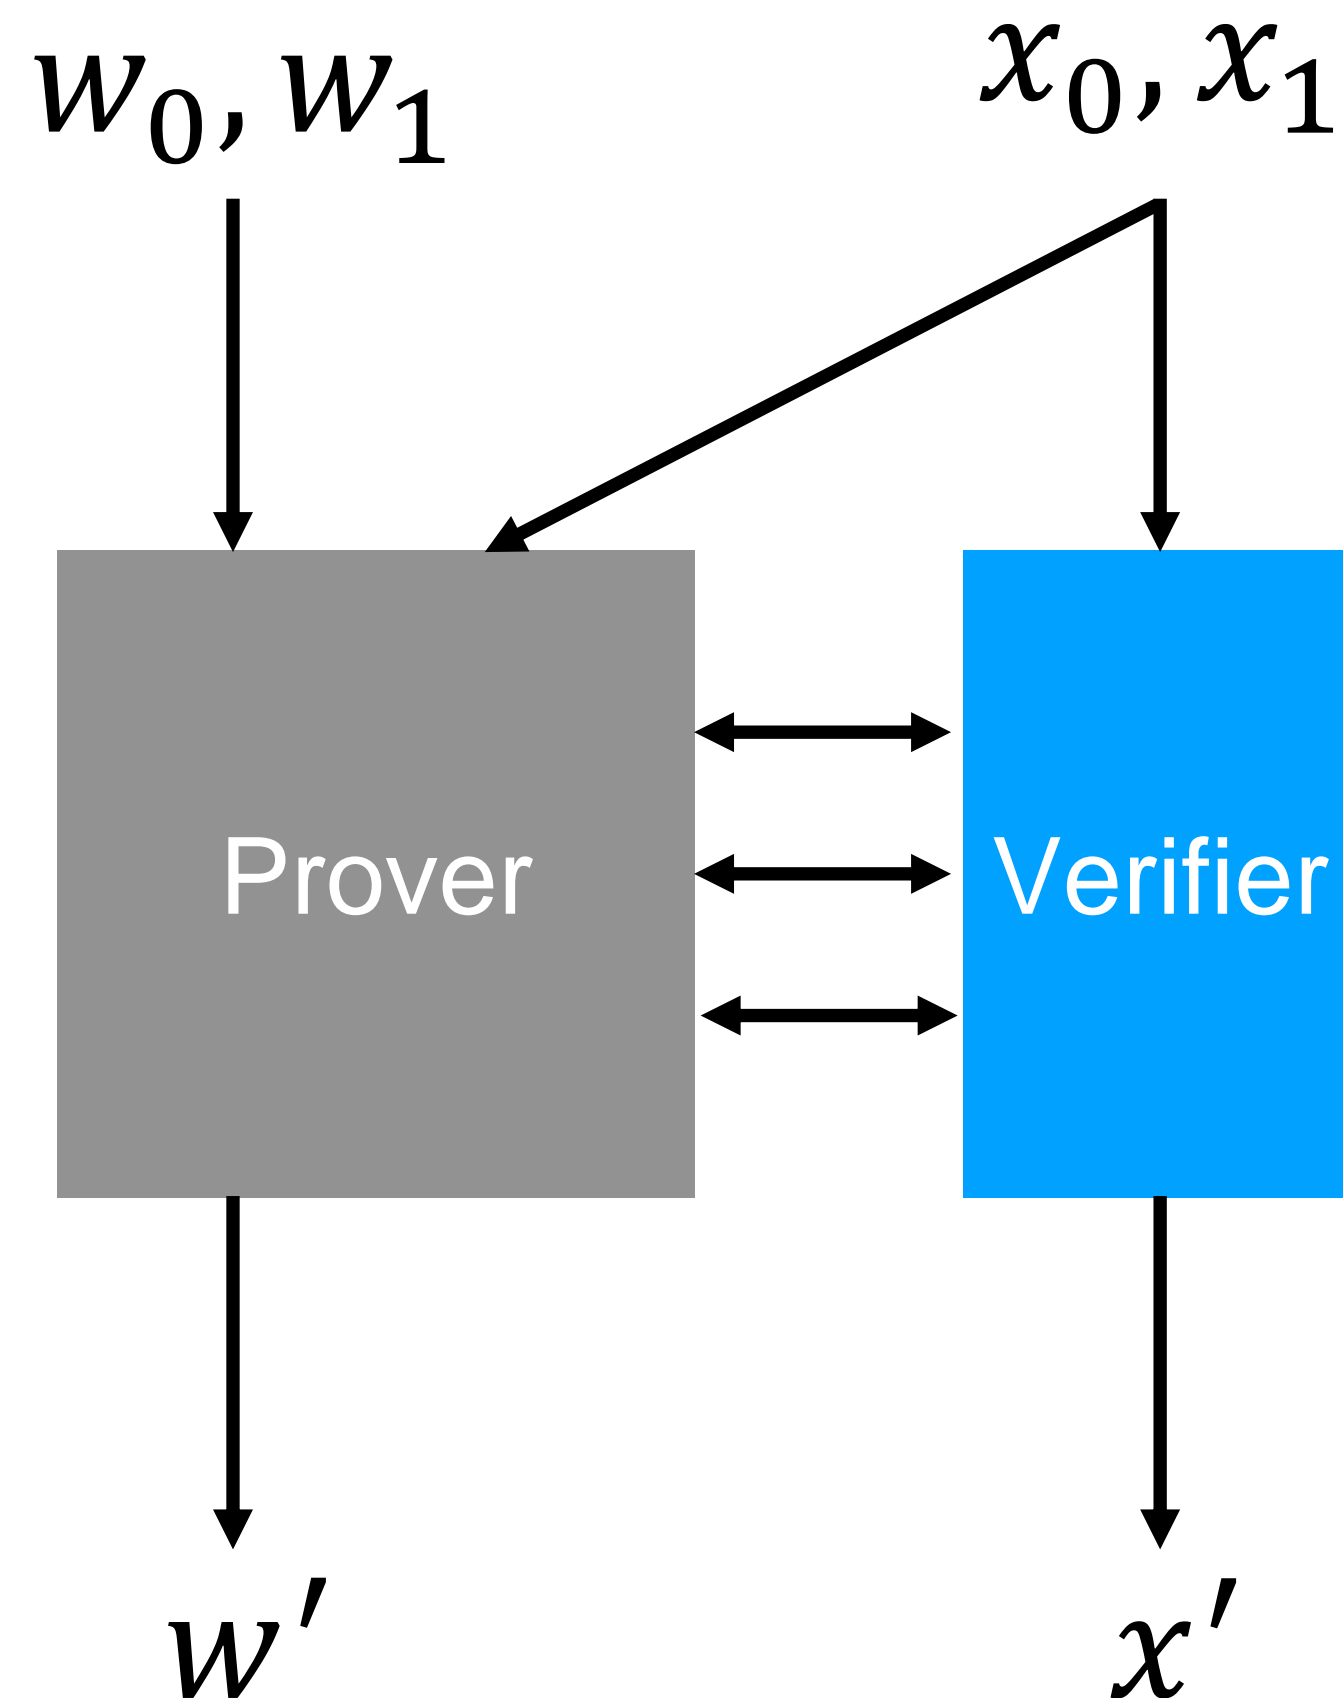 w₀, w₁
x₀, x₁
Prover
Verifier
w′
x′